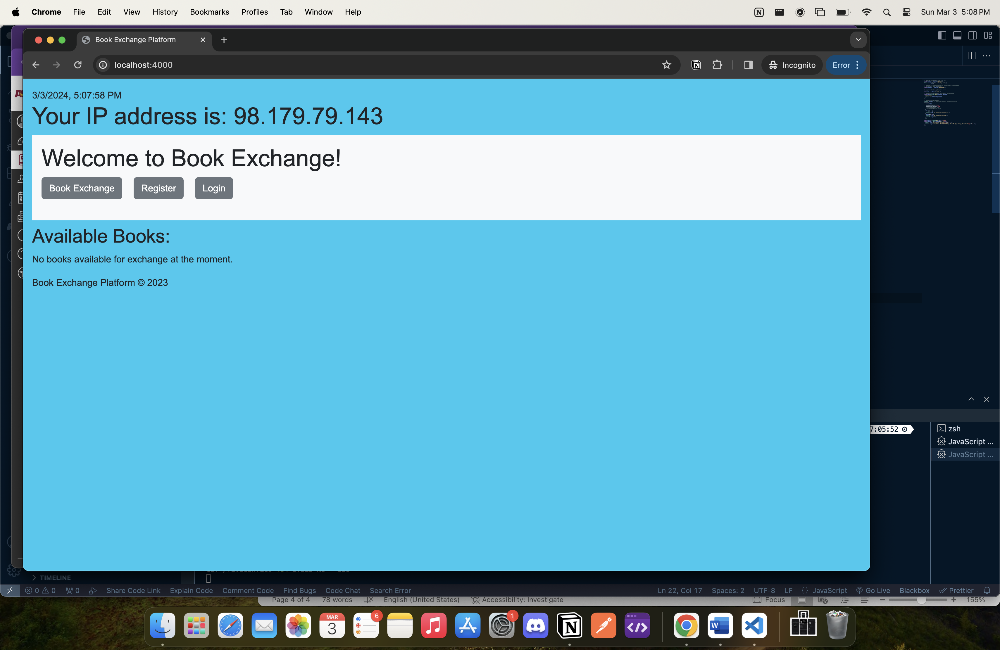 Chrome File Edit View History Bookmarks Profiles Tab Window Help
Sun Mar 3 5:08 PM
Book Exchange Platform
localhost:4000
Incognito
Error
3/3/2024, 5:07:58 PM
Your IP address is: 98.179.79.143
Welcome to Book Exchange!
Book Exchange Register Login
Available Books:
No books available for exchange at the moment.
Book Exchange Platform © 2023
7:05:52
zsh
JavaScript ...
JavaScript ...
TIMELINE
0 0 0 Share Code Link Explain Code Comment Code Find Bugs Code Chat Search Error
Ln 22, Col 17 Spaces: 2 UTF-8 LF {} JavaScript Go Live Blackbox Prettier
Page 4 of 4 78 words English (United States) Accessibility: Investigate Focus 155%
6
1
MAR
3